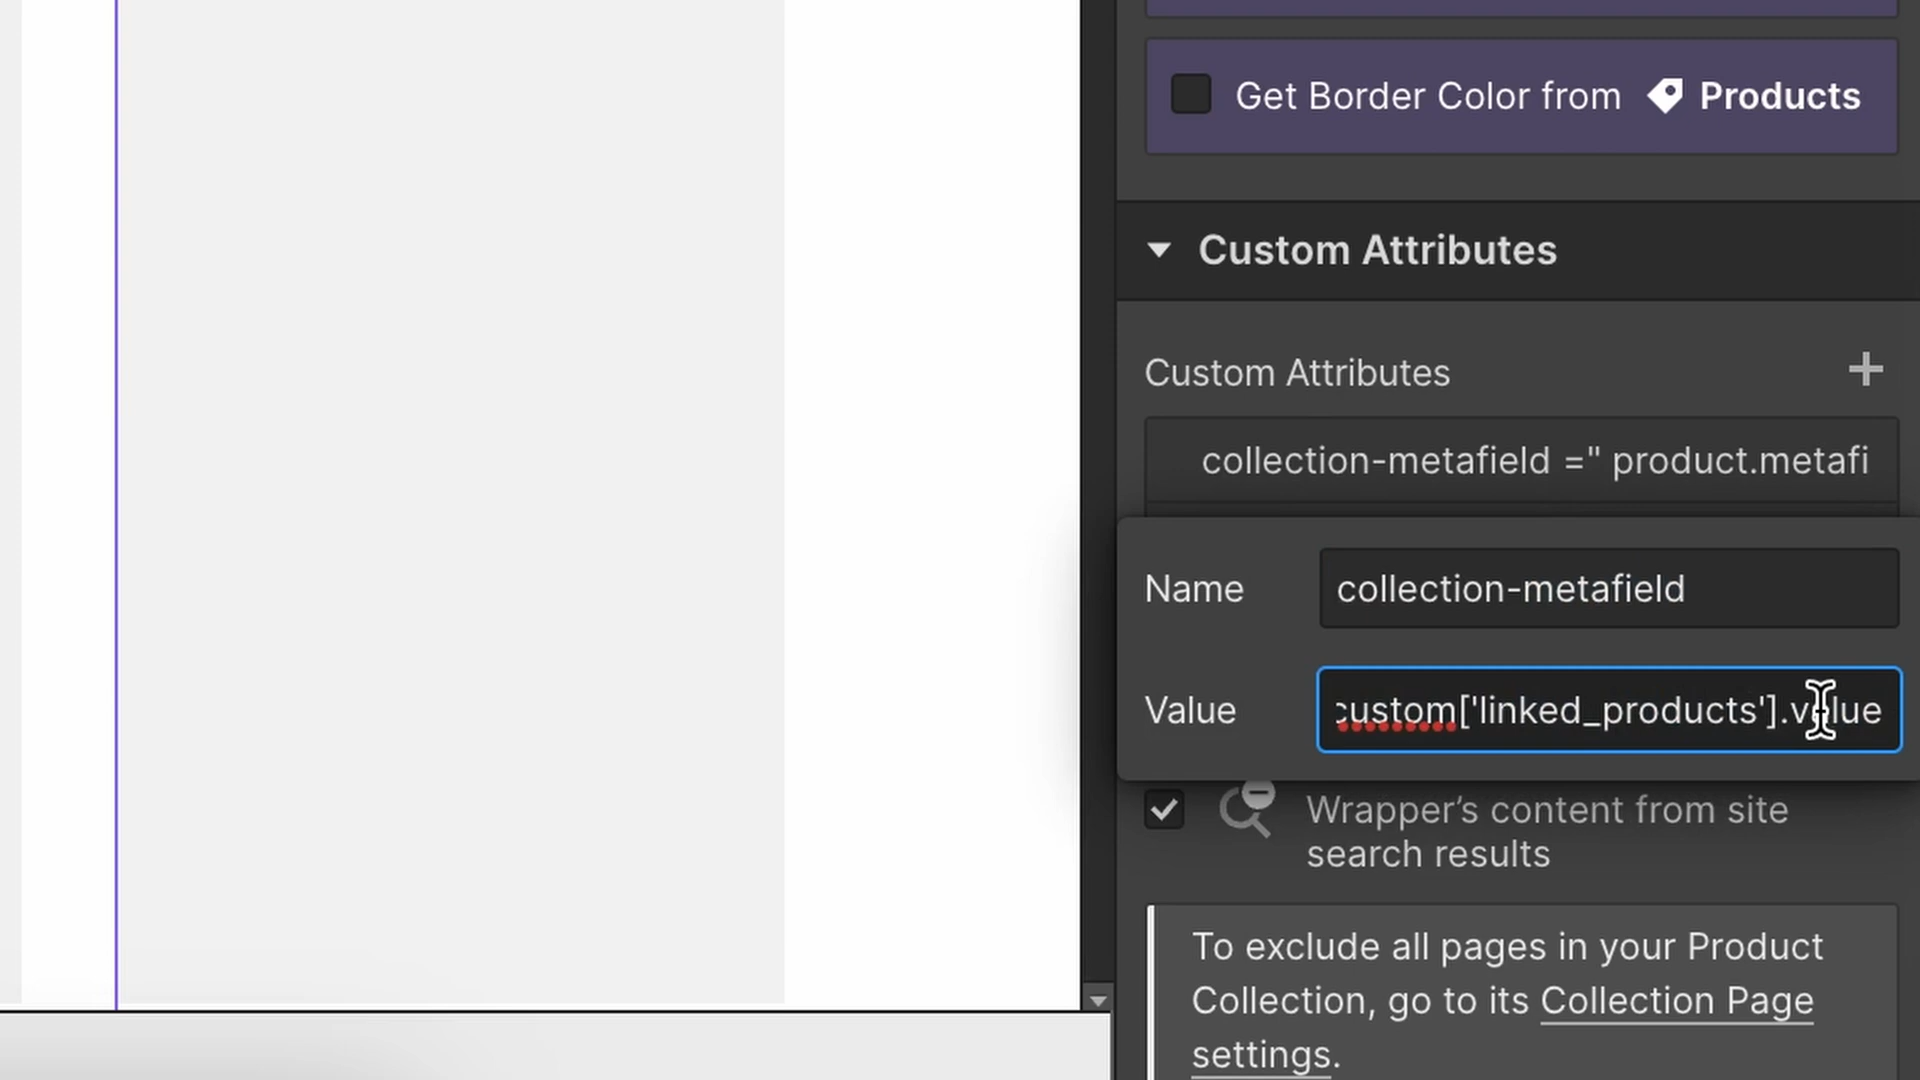 Get Border Color from Products
Custom Attributes
Custom Attributes
collection-metafield =" product.metafi
Name collection-metafield
Value custom['linked_products'].value
Wrapper’s content from site
search results
To exclude all pages in your Product
Collection, go to its Collection Page
settings.